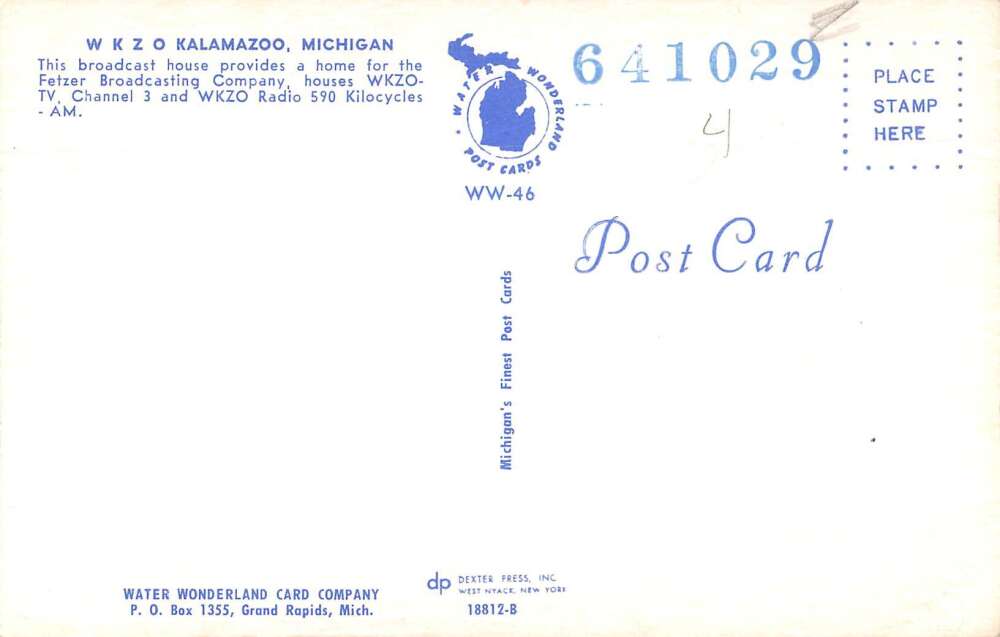 W K Z O KALAMAZOO, MICHIGAN
This broadcast house provides a home for the
Fetzer Broadcasting Company, houses WKZO-
TV, Channel 3 and WKZO Radio 590 Kilocycles
- AM.
WATER WONDERLAND
POST CARDS
WW-46
641029
4
PLACE
STAMP
HERE
Post Card
Michigan's Finest Post Cards
WATER WONDERLAND CARD COMPANY
P. O. Box 1355, Grand Rapids, Mich.
dp DEXTER PRESS, INC.
WEST NYACK, NEW YORK
18812-B